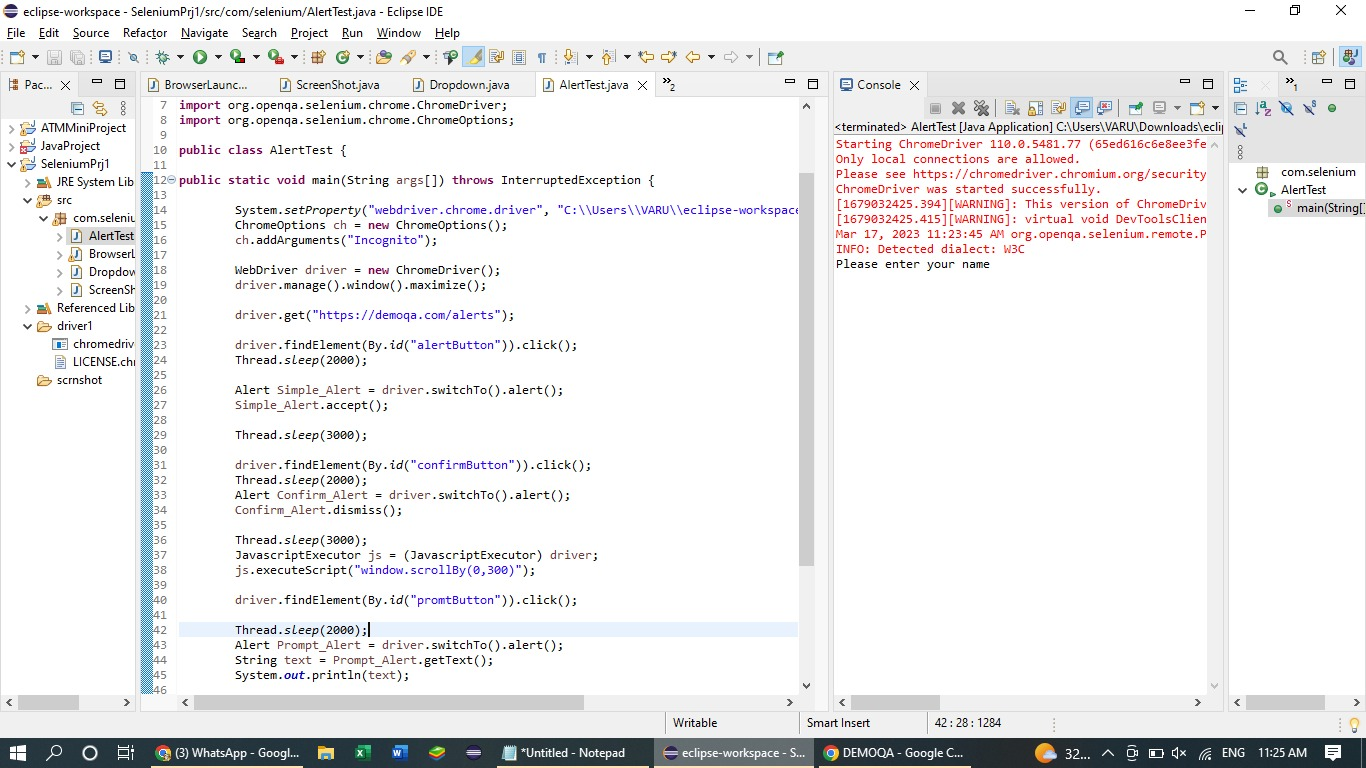 eclipse-workspace - SeleniumPrj1/src/com/selenium/AlertTest.java - Eclipse IDE
File Edit Source Refactor Navigate Search Project Run Window Help
Pac...
ATMMiniProject
JavaProject
SeleniumPrj1
JRE System Lib
src
com.seleniu
AlertTest
BrowserL
Dropdow
ScreenSh
Referenced Lib
driver1
chromedriv
LICENSE.chr
scrnshot
BrowserLaunc... ScreenShot.java Dropdown.java AlertTest.java »2
7 import org.openqa.selenium.chrome.ChromeDriver;
8 import org.openqa.selenium.chrome.ChromeOptions;
9
10 public class AlertTest {
11
12 public static void main(String args[]) throws InterruptedException {
13
14 System.setProperty("webdriver.chrome.driver", "C:\\Users\\VARU\\eclipse-workspace
15 ChromeOptions ch = new ChromeOptions();
16 ch.addArguments("Incognito");
17
18 WebDriver driver = new ChromeDriver();
19 driver.manage().window().maximize();
20
21 driver.get("https://demoqa.com/alerts");
22
23 driver.findElement(By.id("alertButton")).click();
24 Thread.sleep(2000);
25
26 Alert Simple_Alert = driver.switchTo().alert();
27 Simple_Alert.accept();
28
29 Thread.sleep(3000);
30
31 driver.findElement(By.id("confirmButton")).click();
32 Thread.sleep(2000);
33 Alert Confirm_Alert = driver.switchTo().alert();
34 Confirm_Alert.dismiss();
35
36 Thread.sleep(3000);
37 JavascriptExecutor js = (JavascriptExecutor) driver;
38 js.executeScript("window.scrollBy(0,300)");
39
40 driver.findElement(By.id("promtButton")).click();
41
42 Thread.sleep(2000);
43 Alert Prompt_Alert = driver.switchTo().alert();
44 String text = Prompt_Alert.getText();
45 System.out.println(text);
46
Console
<terminated> AlertTest [Java Application] C:\Users\VARU\Downloads\eclip
Starting ChromeDriver 110.0.5481.77 (65ed616c6e8ee3fe
Only local connections are allowed.
Please see https://chromedriver.chromium.org/security
ChromeDriver was started successfully.
[1679032425.394][WARNING]: This version of ChromeDriv
[1679032425.415][WARNING]: virtual void DevToolsClien
Mar 17, 2023 11:23:45 AM org.openqa.selenium.remote.P
INFO: Detected dialect: W3C
Please enter your name
»1
com.selenium
AlertTest
main(String[]
Writable Smart Insert 42 : 28 : 1284
(3) WhatsApp - Googl... *Untitled - Notepad eclipse-workspace - S... DEMOQA - Google C... 32... ENG 11:25 AM